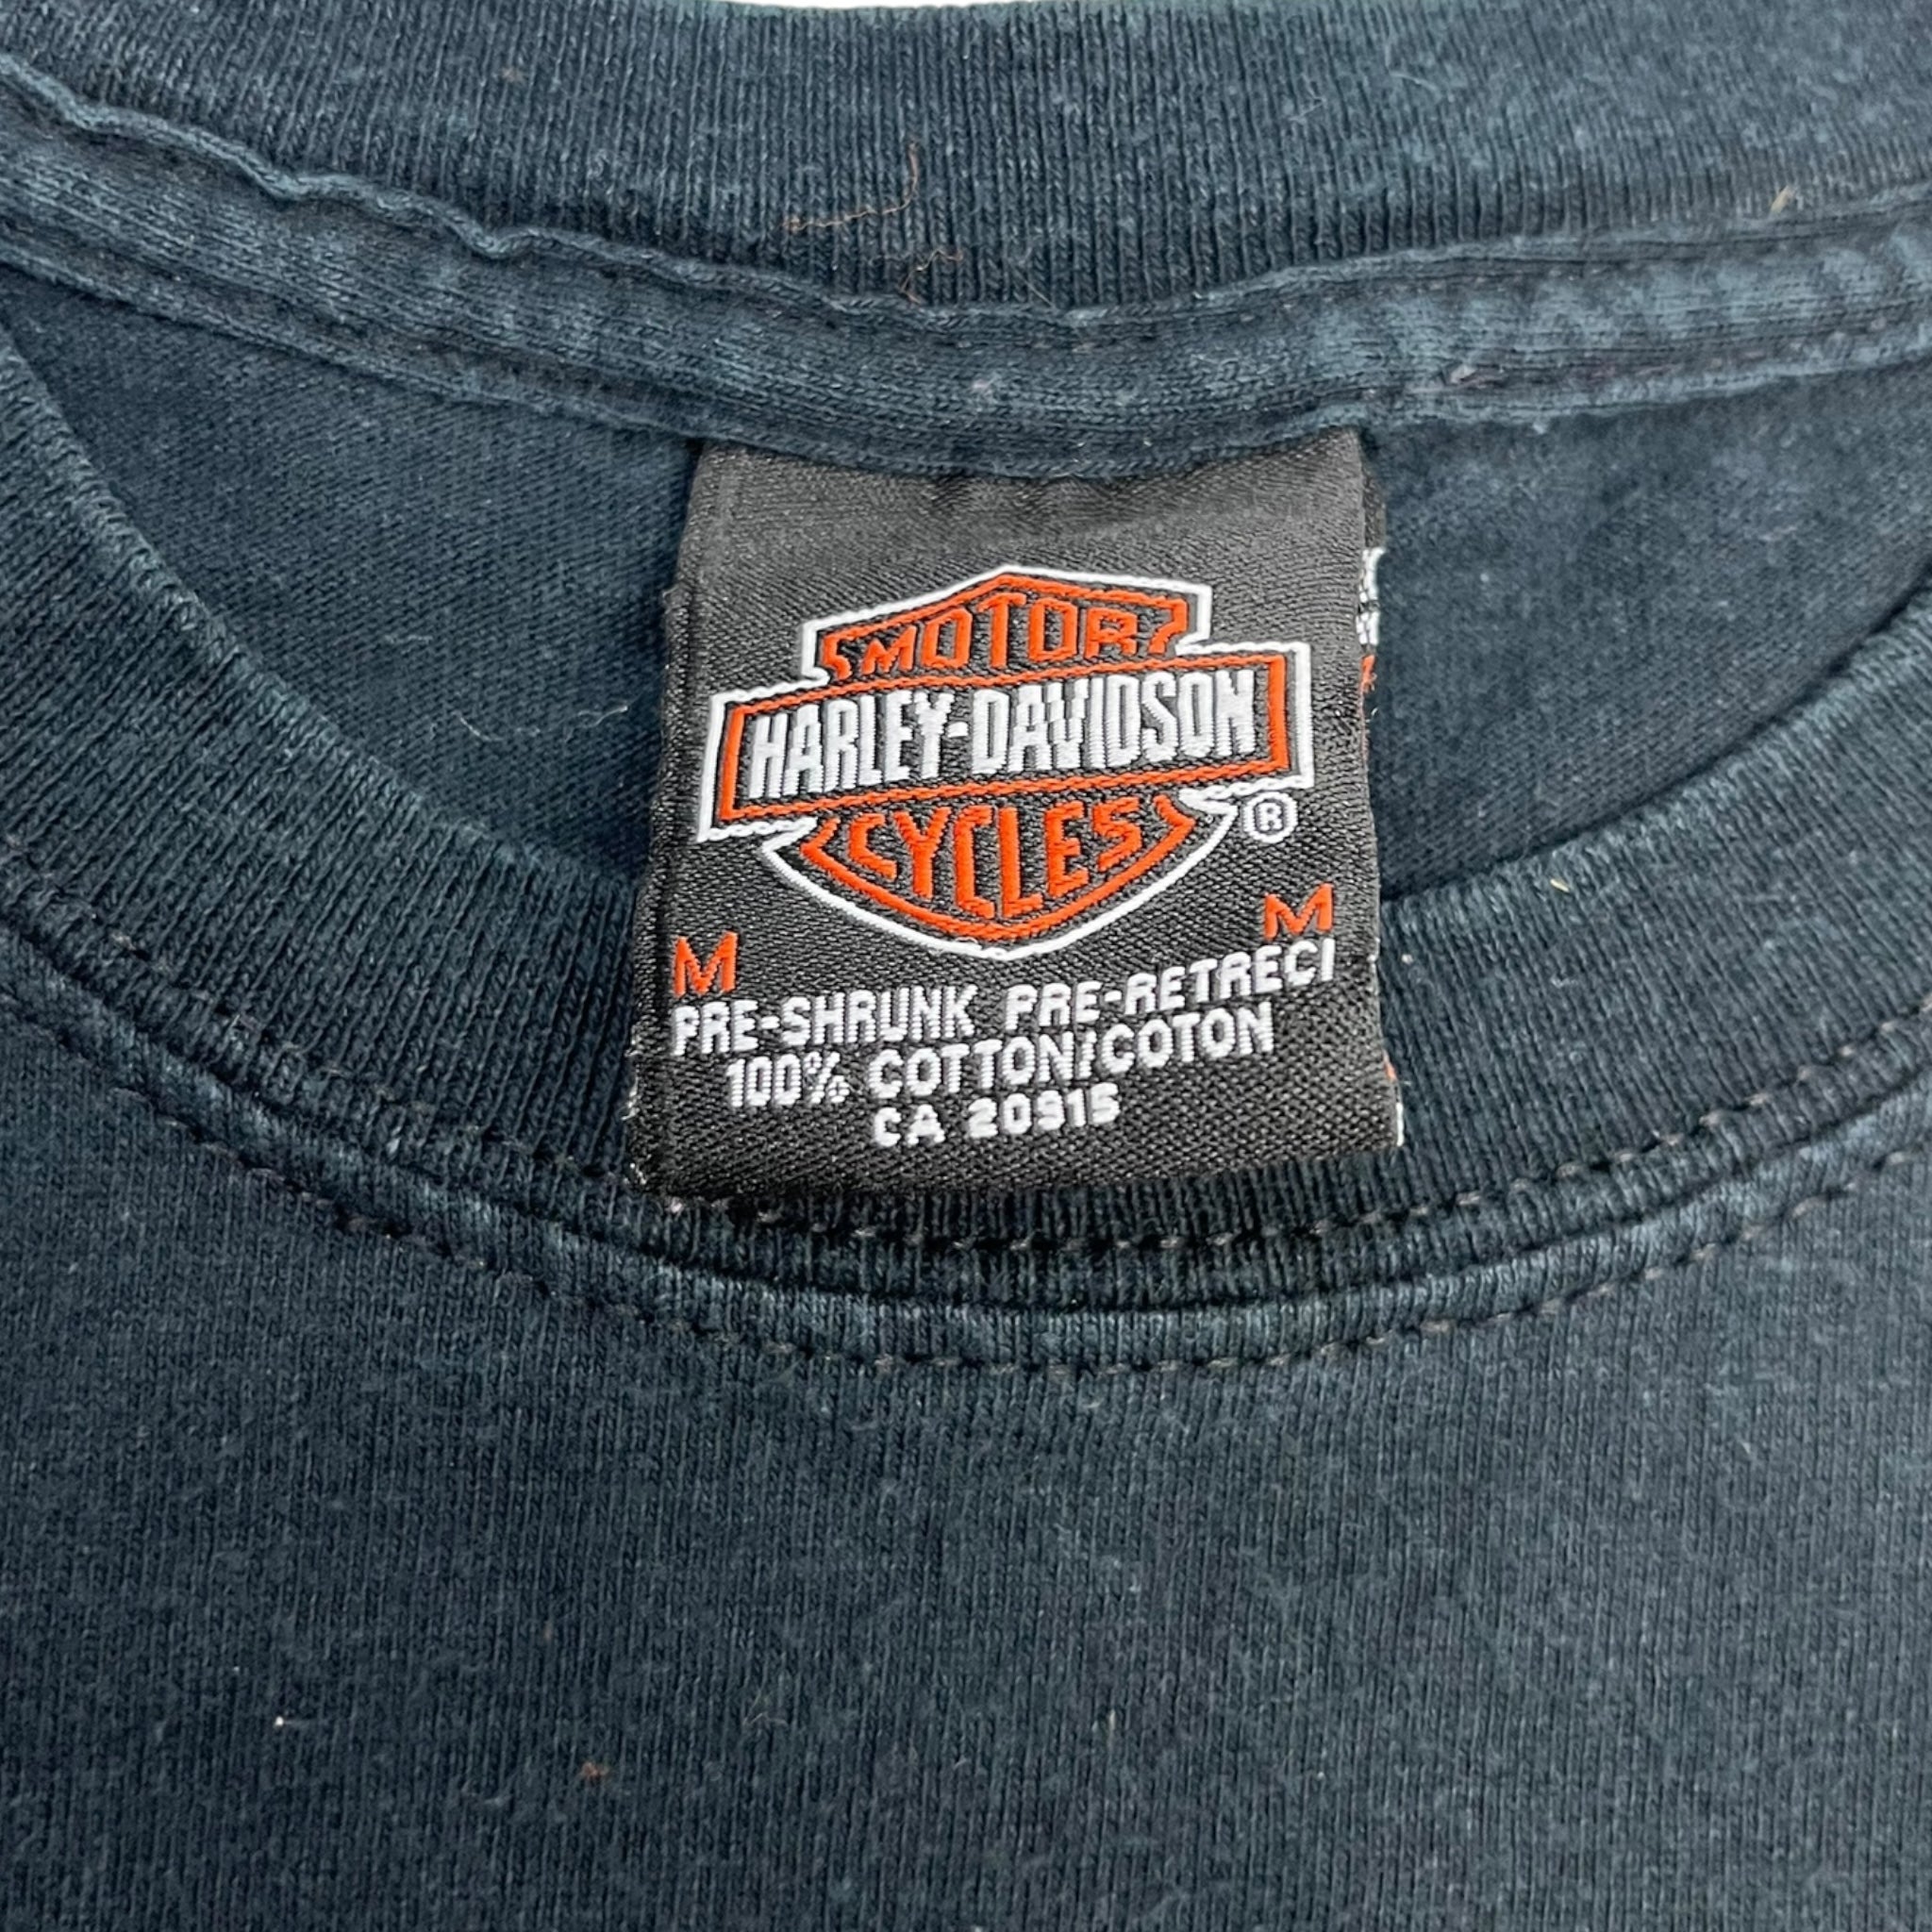 MOTOR
HARLEY-DAVIDSON
CYCLES
®
M M
PRE-SHRUNK PRE-RETRECI
100% COTTON/COTON
CA 20915